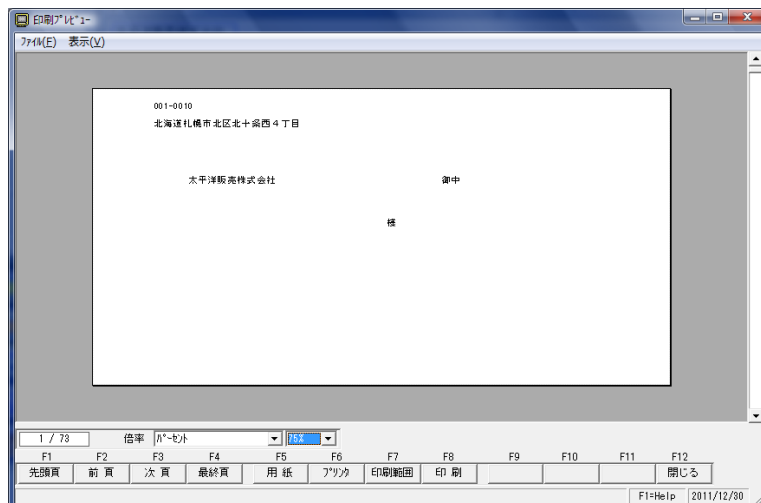 印刷ﾌﾟﾚﾋﾞｭｰ
ﾌｧｲﾙ(F) 表示(V)
001-0010
北海道札幌市北区北十条西４丁目
太平洋販売株式会社 御中
様
1 / 73 倍率 ﾊﾟｰｾﾝﾄ 75%
F1 F2 F3 F4 F5 F6 F7 F8 F9 F10 F11 F12
先頭頁 前 頁 次 頁 最終頁 用 紙 ﾌﾟﾘﾝﾀ 印刷範囲 印 刷 閉じる
F1=Help 2011/12/30